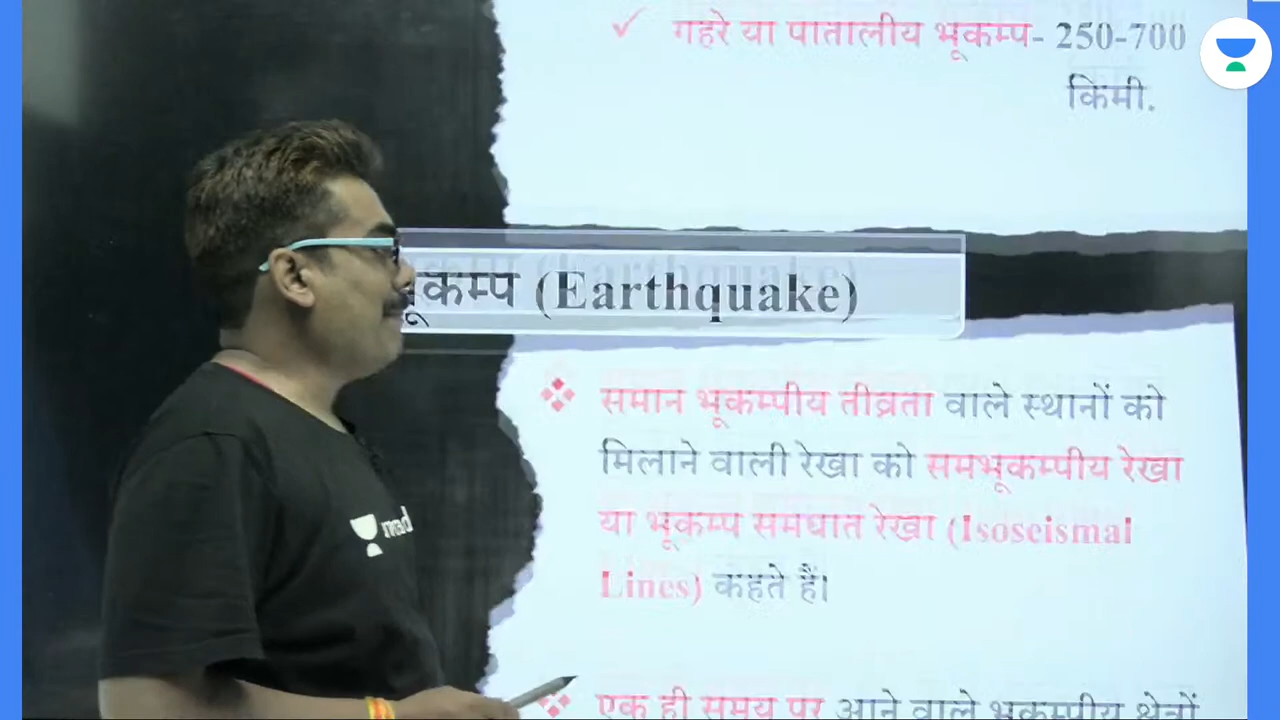 गहरे या पातालीय भूकम्प- 250-700
किमी.
भूकम्प (Earthquake)
समान भूकम्पीय तीव्रता वाले स्थानों को
मिलाने वाली रेखा को समभूकम्पीय रेखा
या भूकम्प समघात रेखा (Isoseismal
Lines) कहते हैं।
एक ही समय पर आने वाले भूकम्पीय क्षेत्रों